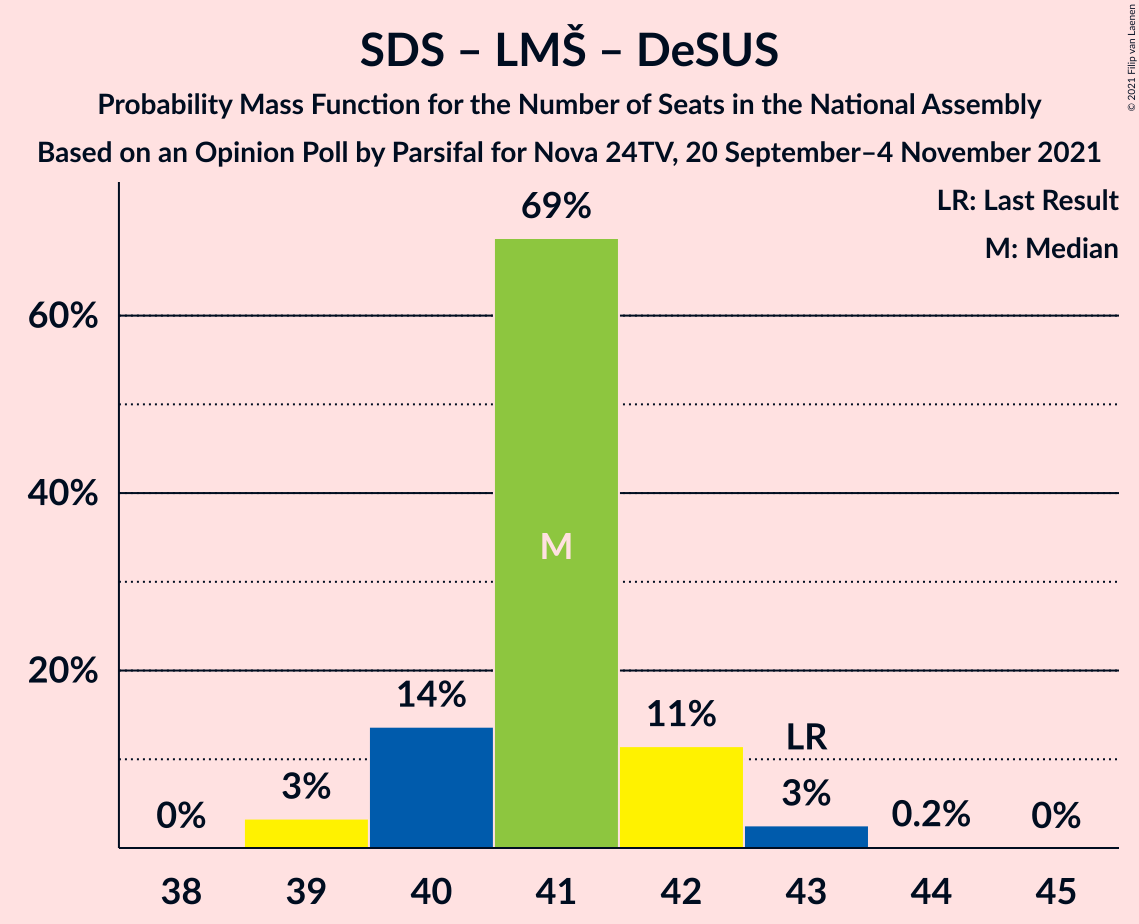 SDS – LMŠ – DeSUS
Probability Mass Function for the Number of Seats in the National Assembly
Based on an Opinion Poll by Parsifal for Nova 24TV, 20 September–4 November 2021
© 2021 Filip van Laenen
LR: Last Result
M: Median
60%
40%
20%
0%
3%
14%
69%
M
11%
LR
3%
0.2%
0%
38 39 40 41 42 43 44 45